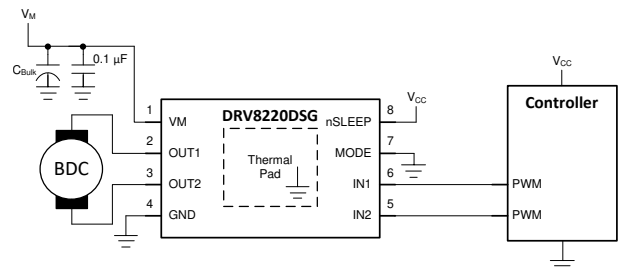 VM
CBulk
0.1 µF
VCC
VCC
Controller
DRV8220DSG
1
VM
nSLEEP
8
2
OUT1
MODE
7
Thermal
Pad
BDC
3
OUT2
IN1
6
PWM
4
GND
IN2
5
PWM